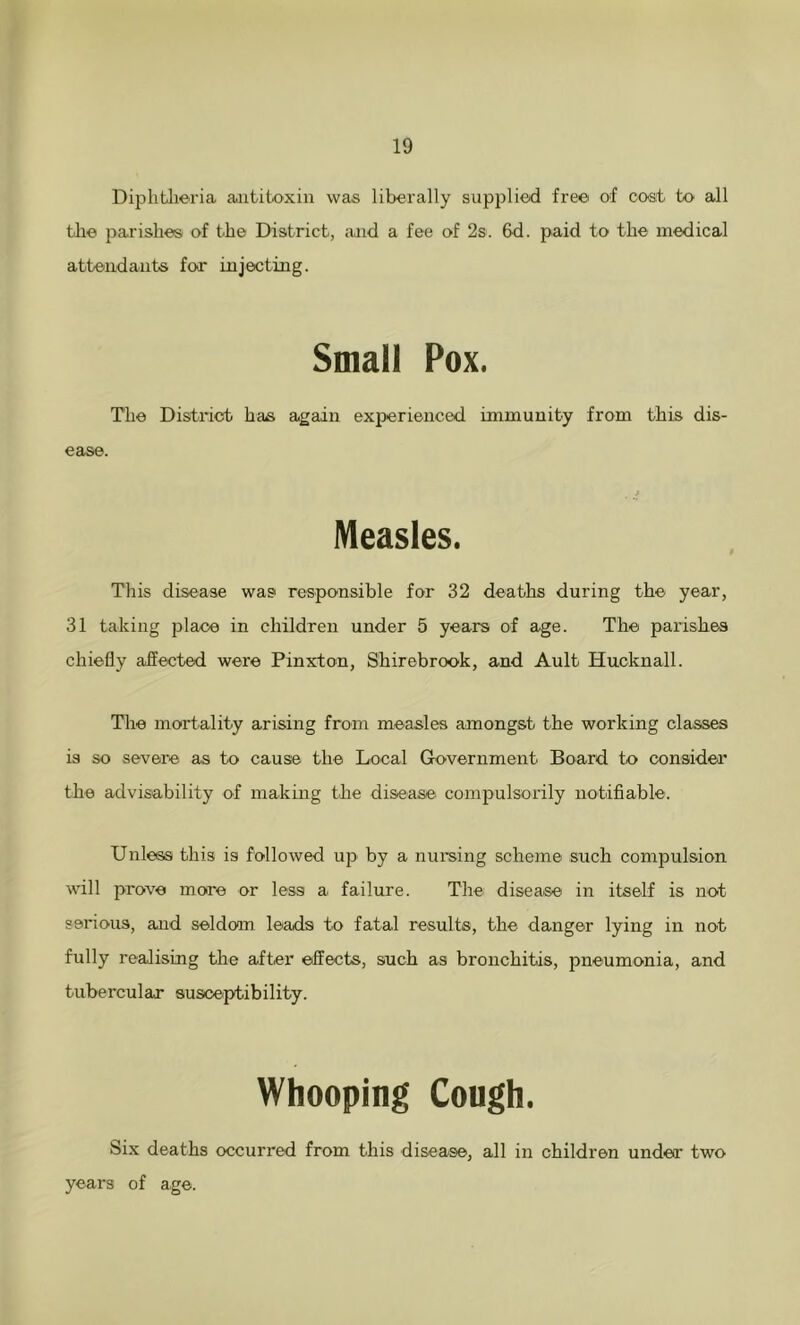 19
Diphtheria antitoxin was liberally supplied free of cost to all
the parishes of the District, and a fee of 2s. 6d. paid to the medical
attendants for injecting.
Small Pox.
The District has again experienced immunity from this dis-
ease.
Measles.
This disease was responsible for 32 deaths during the year,
31 taking place in children under 5 years of age. The parishes
chiefly affected were Pinxton, Shirebrook, and Ault Hucknall.
The mortality arising from measles amongst the working classes
is so severe as to cause the Local Government Board to consider
the advisability of making the disease compulsorily notifiable.
Unless this is followed up by a nursing scheme such compulsion
will prove more or less a failure. The disease in itself is not
serious, and seldom leads to fatal results, the danger lying in not
fully realising the after effects, such as bronchitis, pneumonia, and
tubercular susceptibility.
Whooping Cough.
Six deaths occurred from this disease, all in children under two
years of age.